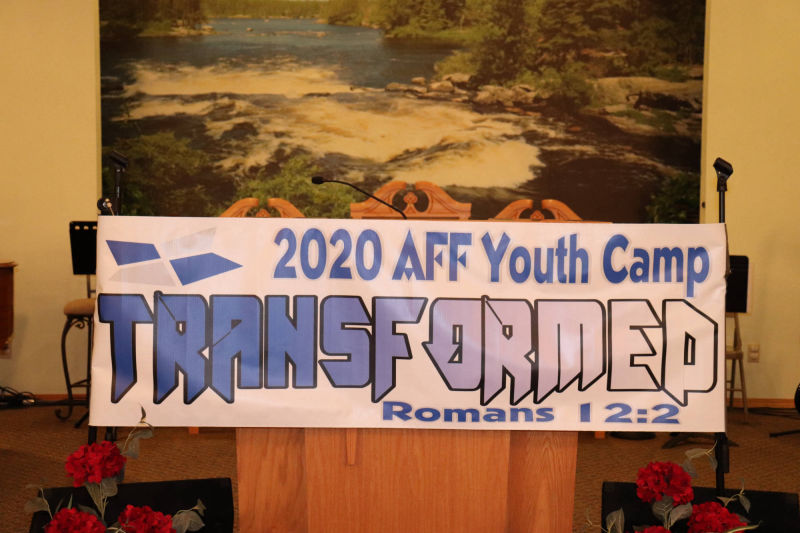 2020 AFF Youth Camp
TRANSFORMED
Romans 12:2